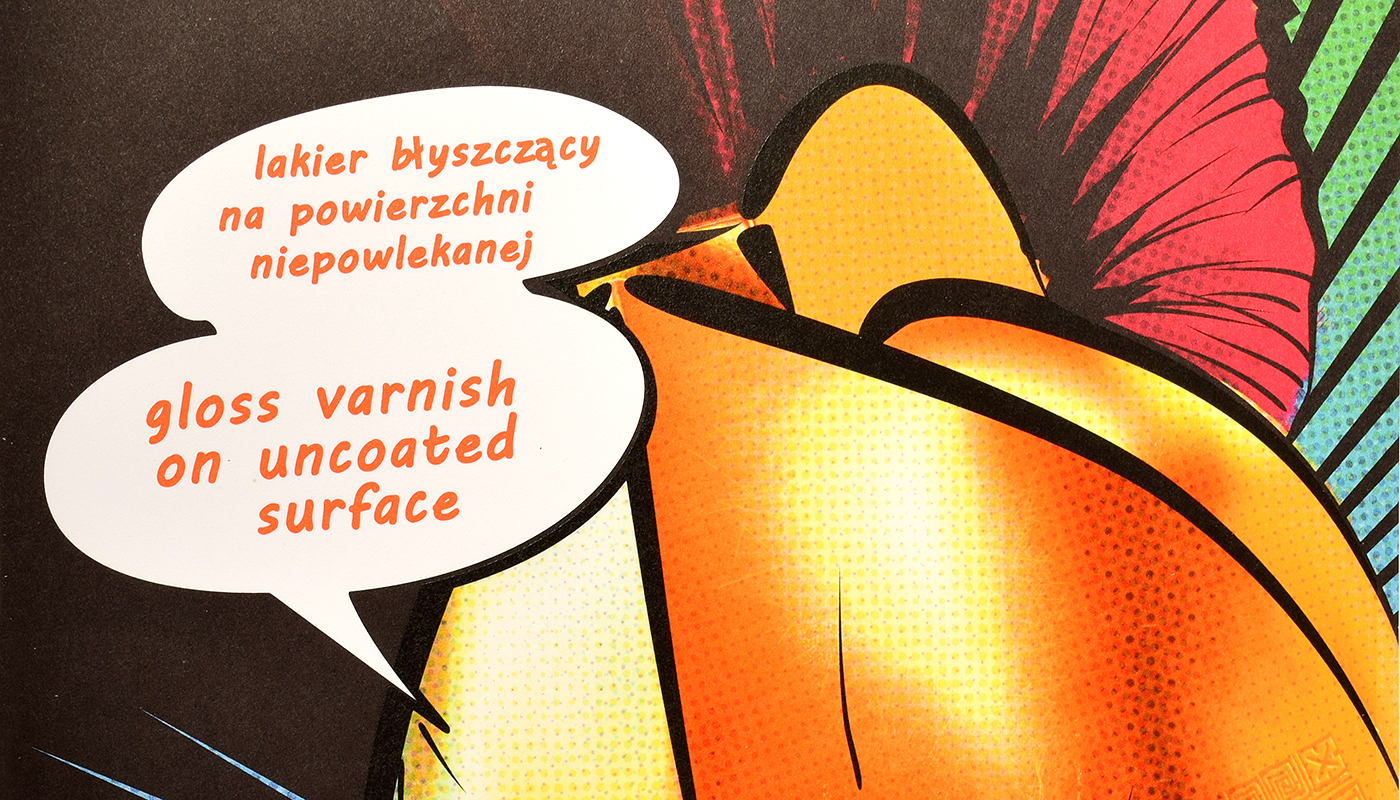 lakier błyszczący
na powierzchni
niepowlekanej
gloss varnish
on uncoated
surface